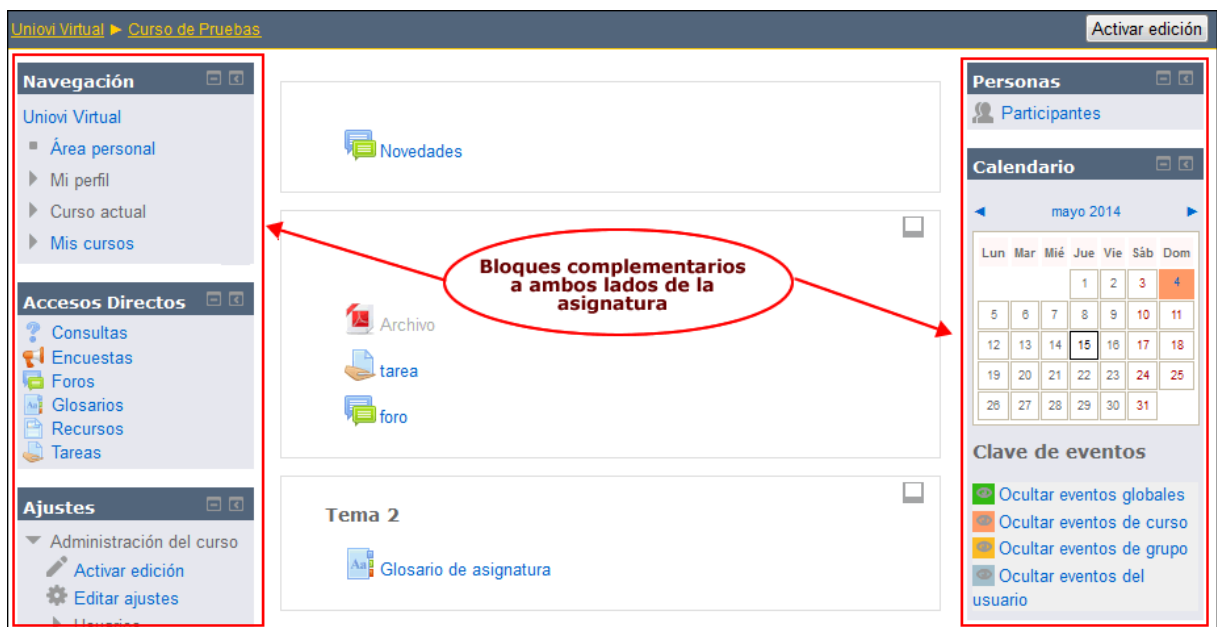 Uniovi Virtual ► Curso de Pruebas
Activar edición
Navegación
Uniovi Virtual
Área personal
Mi perfil
Curso actual
Mis cursos
Accesos Directos
Consultas
Encuestas
Foros
Glosarios
Recursos
Tareas
Ajustes
Administración del curso
Activar edición
Editar ajustes
Usuarios
Novedades
Bloques complementarios
a ambos lados de la
asignatura
Archivo
tarea
foro
Tema 2
Glosario de asignatura
Personas
Participantes
Calendario
◄ mayo 2014 ►
Lun Mar Mié Jue Vie Sáb Dom
1 2 3 4
5 6 7 8 9 10 11
12 13 14 15 16 17 18
19 20 21 22 23 24 25
26 27 28 29 30 31
Clave de eventos
Ocultar eventos globales
Ocultar eventos de curso
Ocultar eventos de grupo
Ocultar eventos del
usuario